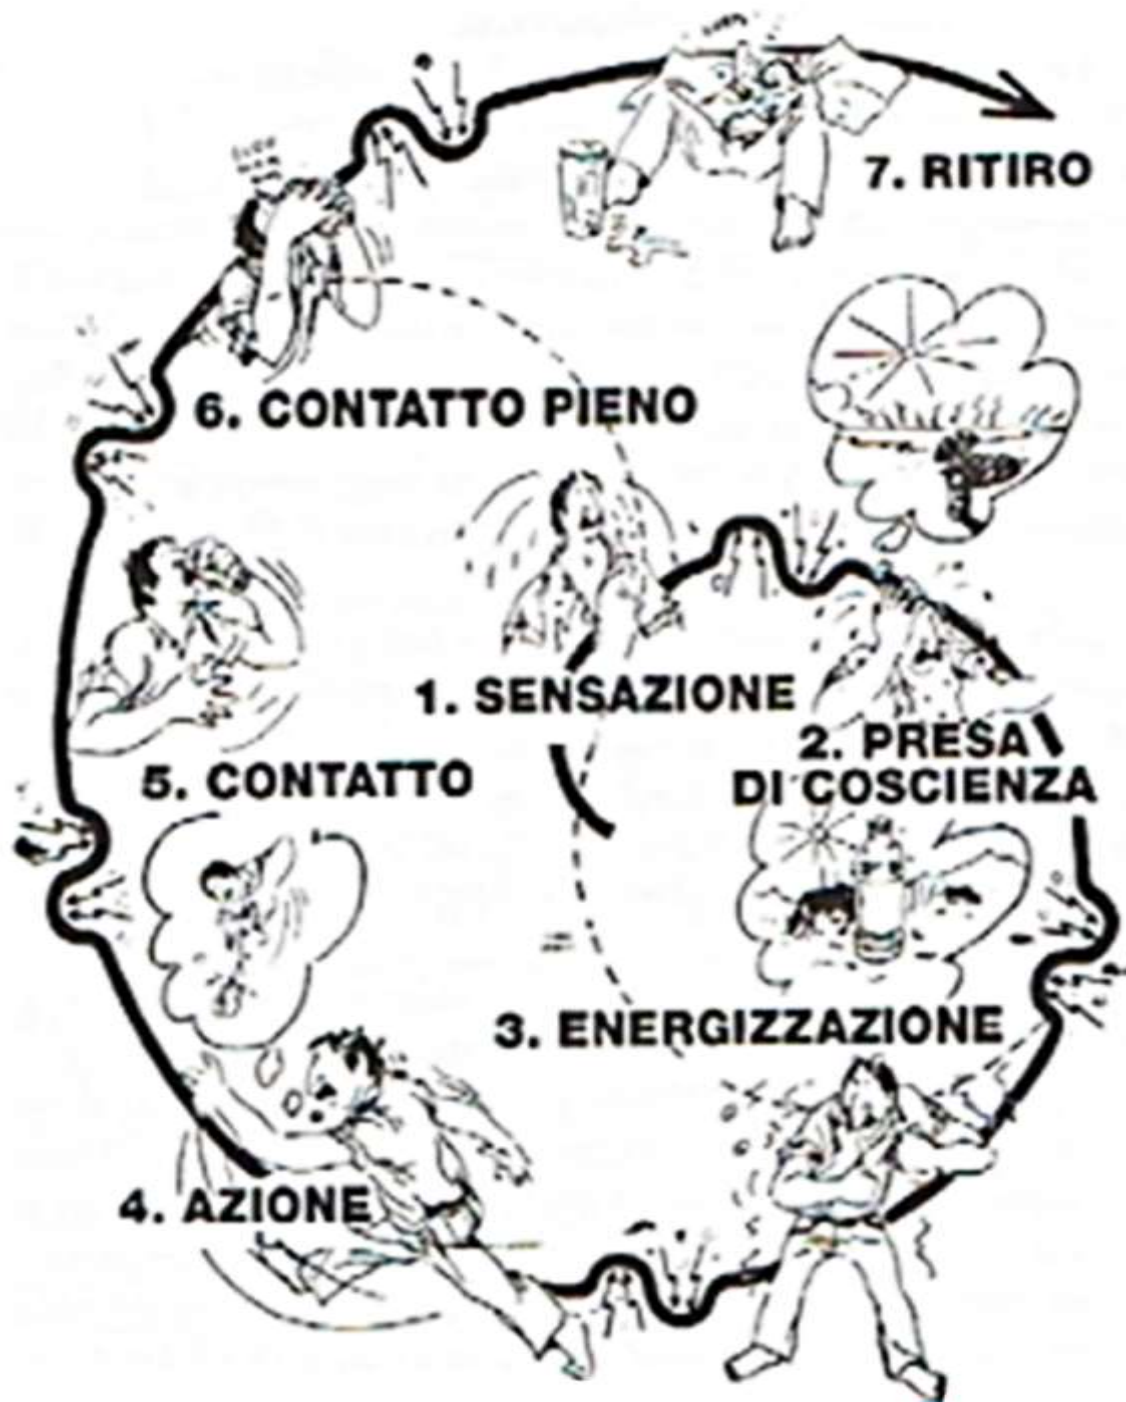 1. SENSAZIONE
2. PRESA
DI COSCIENZA
3. ENERGIZZAZIONE
4. AZIONE
5. CONTATTO
6. CONTATTO PIENO
7. RITIRO